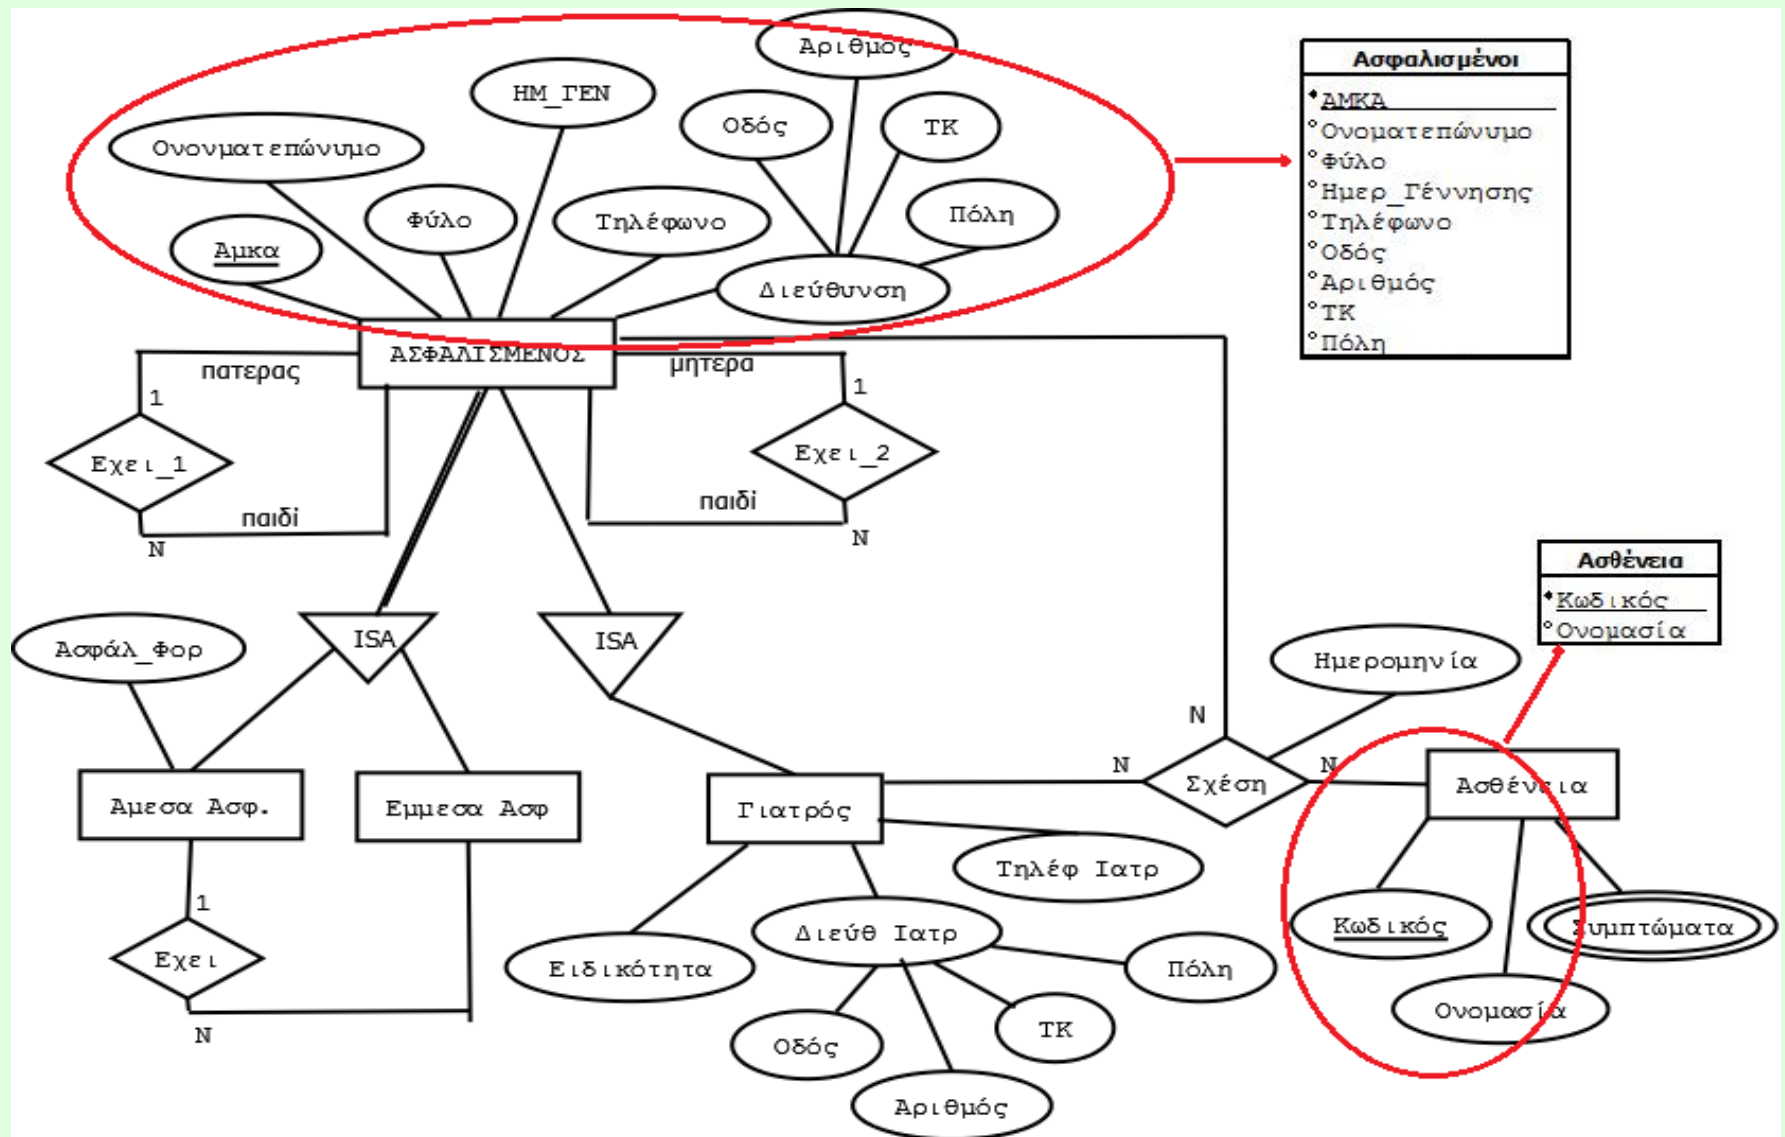 Αριθμός
Ασφαλισμένοι
ΗΜ_ΓΕΝ
ΑΜΚΑ
Οδός
ΤΚ
Ονονματεπώνυμο
Ονοματεπώνυμο
Φύλο
Ημερ_Γέννησης
Φύλο
Τηλέφωνο
Πόλη
Τηλέφωνο
Αμκα
Οδός
Διεύθυνση
Αριθμός
ΤΚ
Πόλη
ΑΣΦΑΛΙΣΜΕΝΟΣ
πατερας
μητερα
1
1
Εχει_1
Εχει_2
παιδί
παιδί
N
N
Ασθένεια
Κωδικός
Ονομασία
ISA
ISA
Ασφάλ_Φορ
Ημερομηνία
N
N
N
Σχέση
Ασθένεια
Αμεσα Ασφ.
Εμμεσα Ασφ
Γιατρός
Τηλέφ Ιατρ
1
Κωδικός
Συμπτώματα
Διεύθ Ιατρ
Εχει
Ειδικότητα
Πόλη
Ονομασία
N
Οδός
ΤΚ
Αριθμός